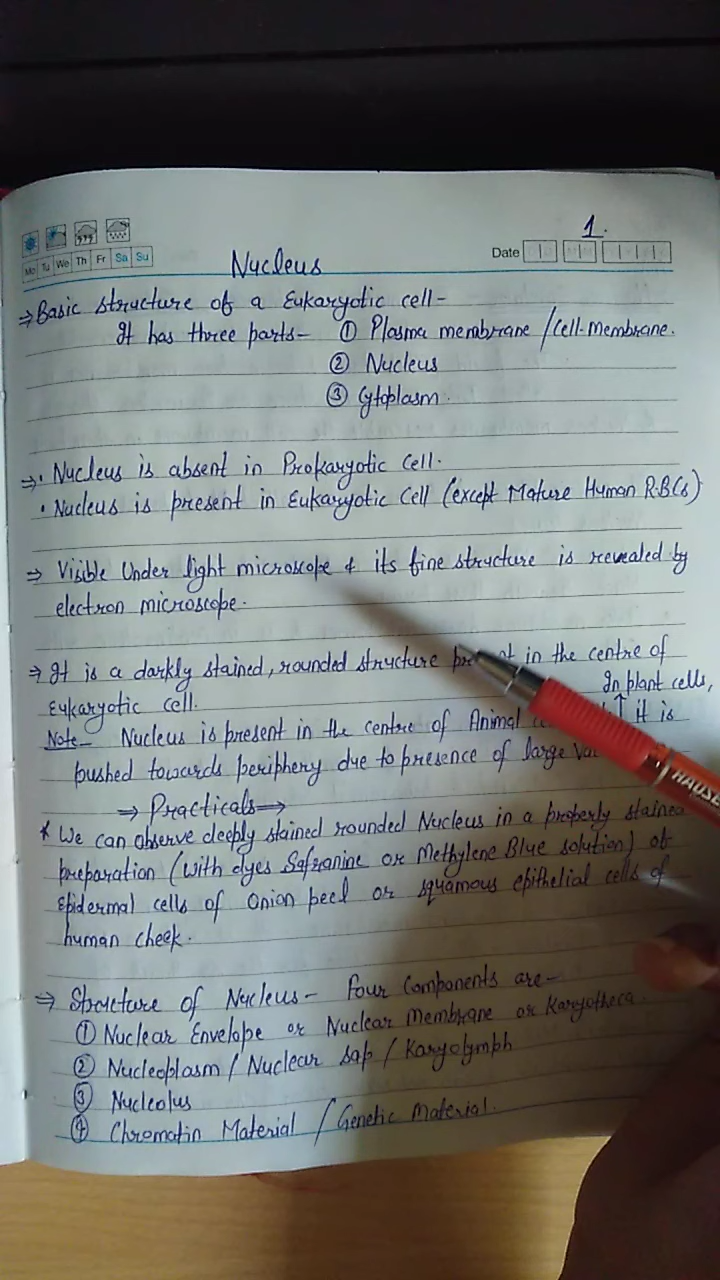 1.
Mo Tu We Th Fr Sa Su
Date
Nucleus
⇒ Basic structure of a Eukaryotic cell-
It has three parts- ① Plasma membrane /cell-membrane.
② Nucleus
③ Cytoplasm.
⇒ • Nucleus is absent in Prokaryotic Cell.
• Nucleus is present in Eukaryotic Cell (except Mature Human R.B.Cs)
⇒ Visible Under light microscope & its fine structure is revealed by
electron microscope.
⇒ It is a darkly stained, rounded structure in the centre of
Eukaryotic cell.
In plant cells,
Note- Nucleus is present in the centre of Animal ↑ it is
pushed towards periphery due to presence of large
⇒ Practicals ⇒
* We can observe deeply stained rounded Nucleus in a properly stained
preparation (with dyes Safranine or Methylene Blue solution) of
Epidermal cells of Onion peel or squamous epithelial cells of
human cheek.
⇒ Structure of Nucleus- Four Components are-
① Nuclear Envelope or Nuclear Membrane or Karyotheca
② Nucleoplasm / Nuclear Sap / Karyolymph
③ Nucleolus
④ Chromatin Material / Genetic Material.
HAUSE